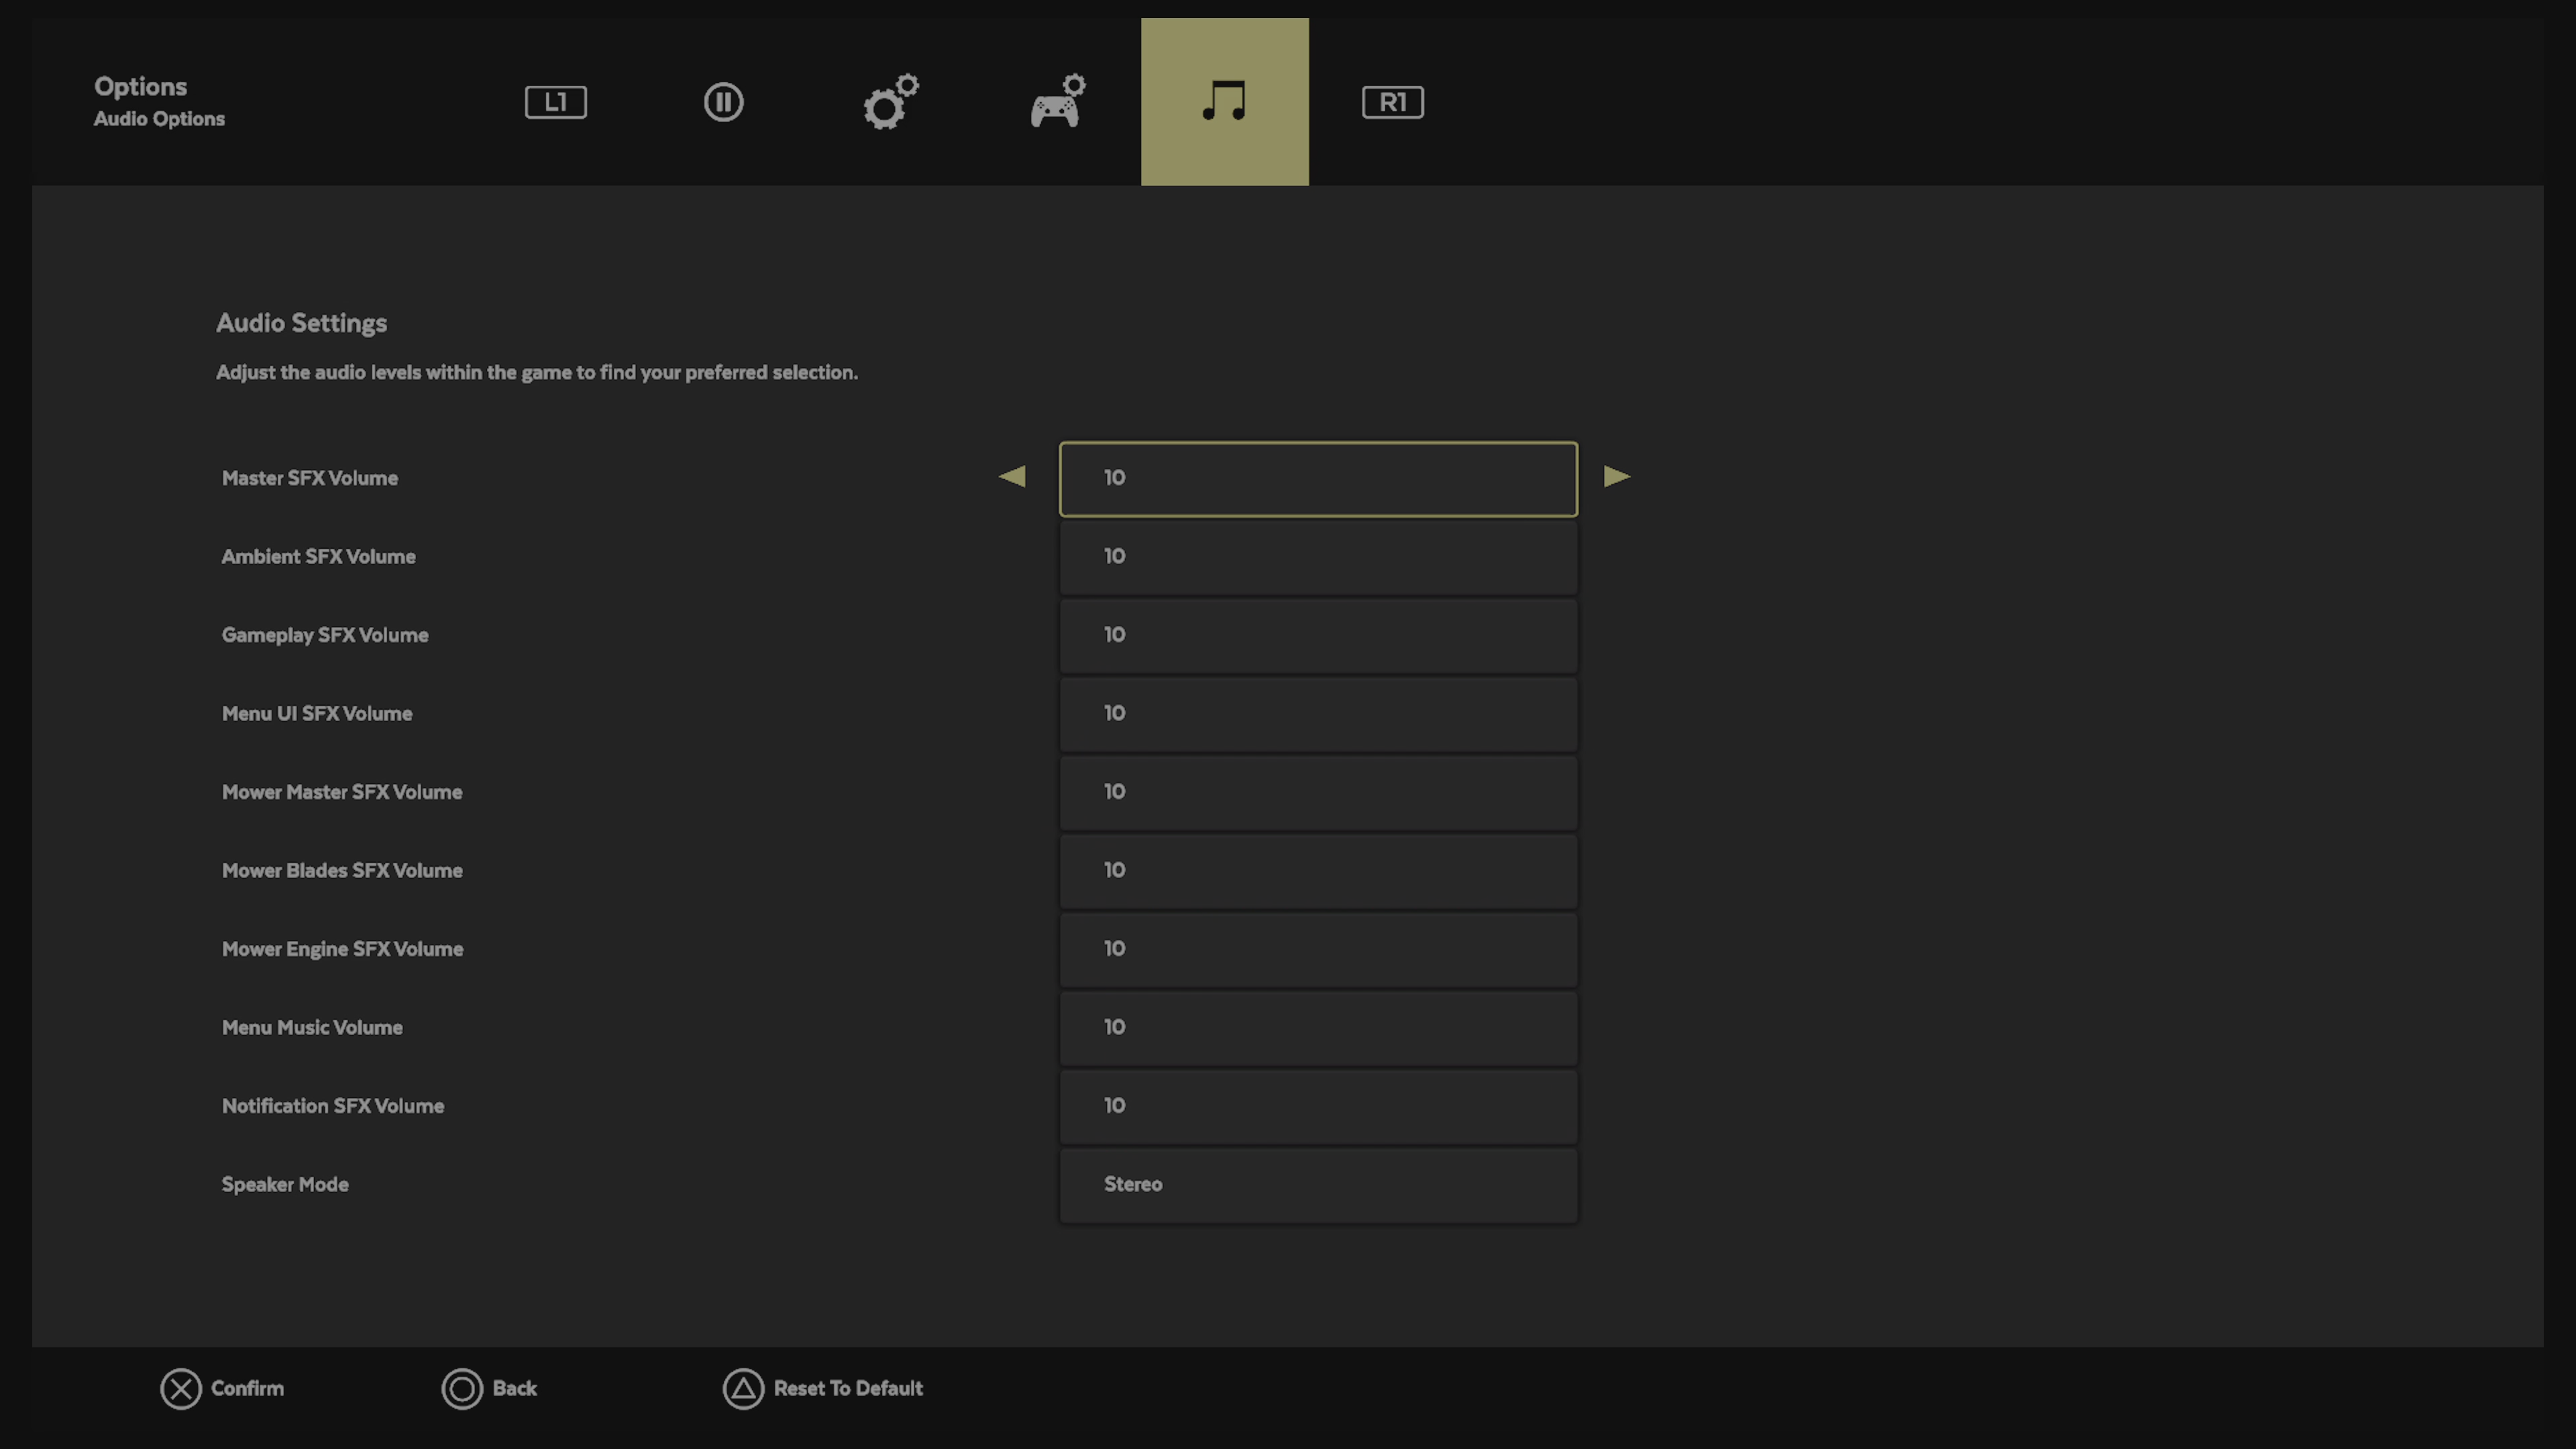 Options
Audio Options
L1
R1
Audio Settings
Adjust the audio levels within the game to find your preferred selection.
Master SFX Volume 10
Ambient SFX Volume 10
Gameplay SFX Volume 10
Menu UI SFX Volume 10
Mower Master SFX Volume 10
Mower Blades SFX Volume 10
Mower Engine SFX Volume 10
Menu Music Volume 10
Notification SFX Volume 10
Speaker Mode Stereo
Confirm Back Reset To Default